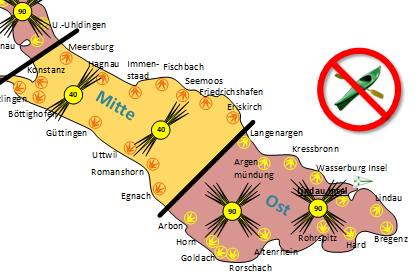 90
U.-Uhldingen
nau
Meersburg
Hagnau
Immen-
staad
Fischbach
Konstanz
Seemoos
Friedrichshafen
Eriskirch
40
Mitte
Böttighofen
Güttingen
40
Langenargen
Uttwil
Kressbronn
Argen
mündung
Romanshorn
Wasserburg Insel
Egnach
Lindau Insel
Lindau
Ost
90
90
Arbon
Rohrspitz
Bregenz
Horn
Hard
Altenrhein
Goldach
Rorschach